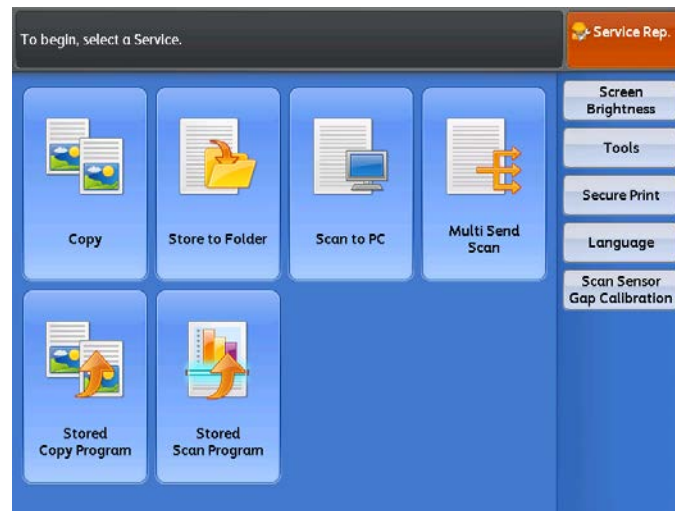 To begin, select a Service.
Service Rep.
Screen
Brightness
Tools
Secure Print
Language
Scan Sensor
Gap Calibration
Copy
Store to Folder
Scan to PC
Multi Send
Scan
Stored
Copy Program
Stored
Scan Program